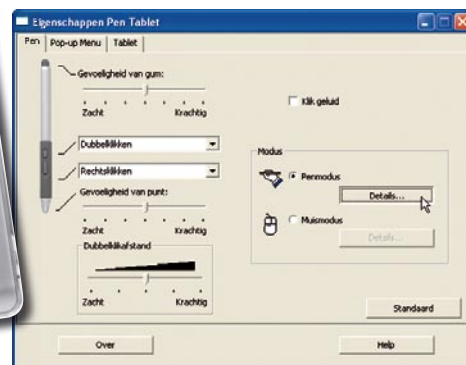 Eigenschappen Pen Tablet
Pen Pop-up Menu Tablet
Gevoeligheid van gum:
Zacht Krachtig
Klik geluid
Dubbelklikken
Rechtsklikken
Gevoeligheid van punt:
Zacht Krachtig
Dubbelklikafstand
Zacht Krachtig
Modus
Penmodus
Details...
Muismodus
Details...
Standaard
Over
Help